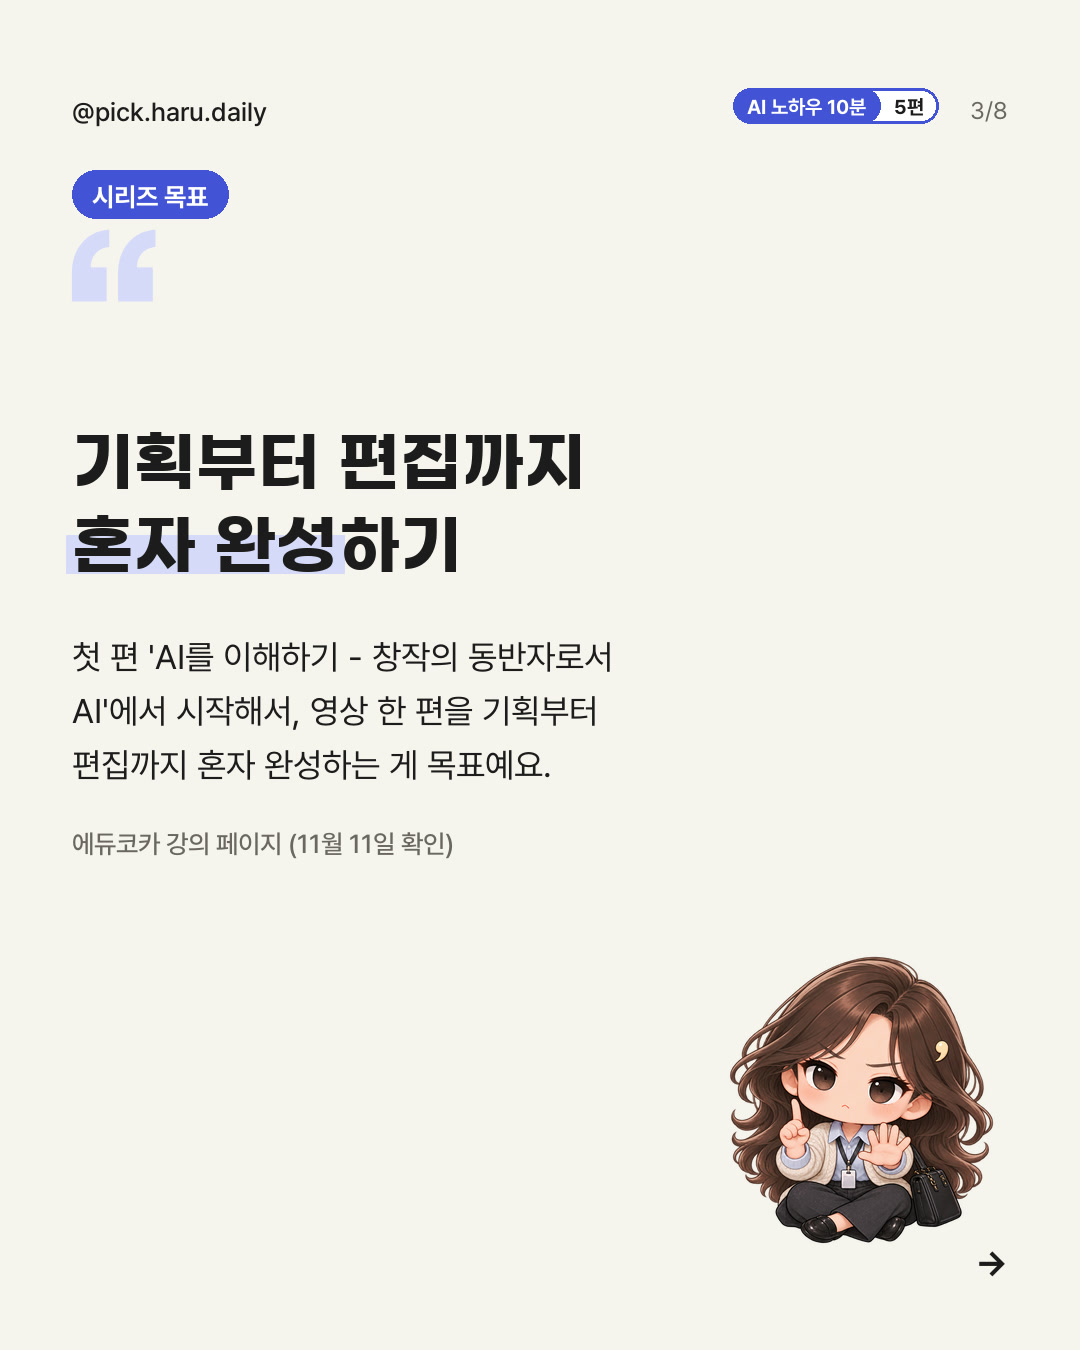 @pick.haru.daily
AI 노하우 10분 5편 3/8
시리즈 목표
“
기획부터 편집까지
혼자 완성하기
첫 편 'AI를 이해하기 - 창작의 동반자로서
AI'에서 시작해서, 영상 한 편을 기획부터
편집까지 혼자 완성하는 게 목표예요.
에듀코카 강의 페이지 (11월 11일 확인)
→